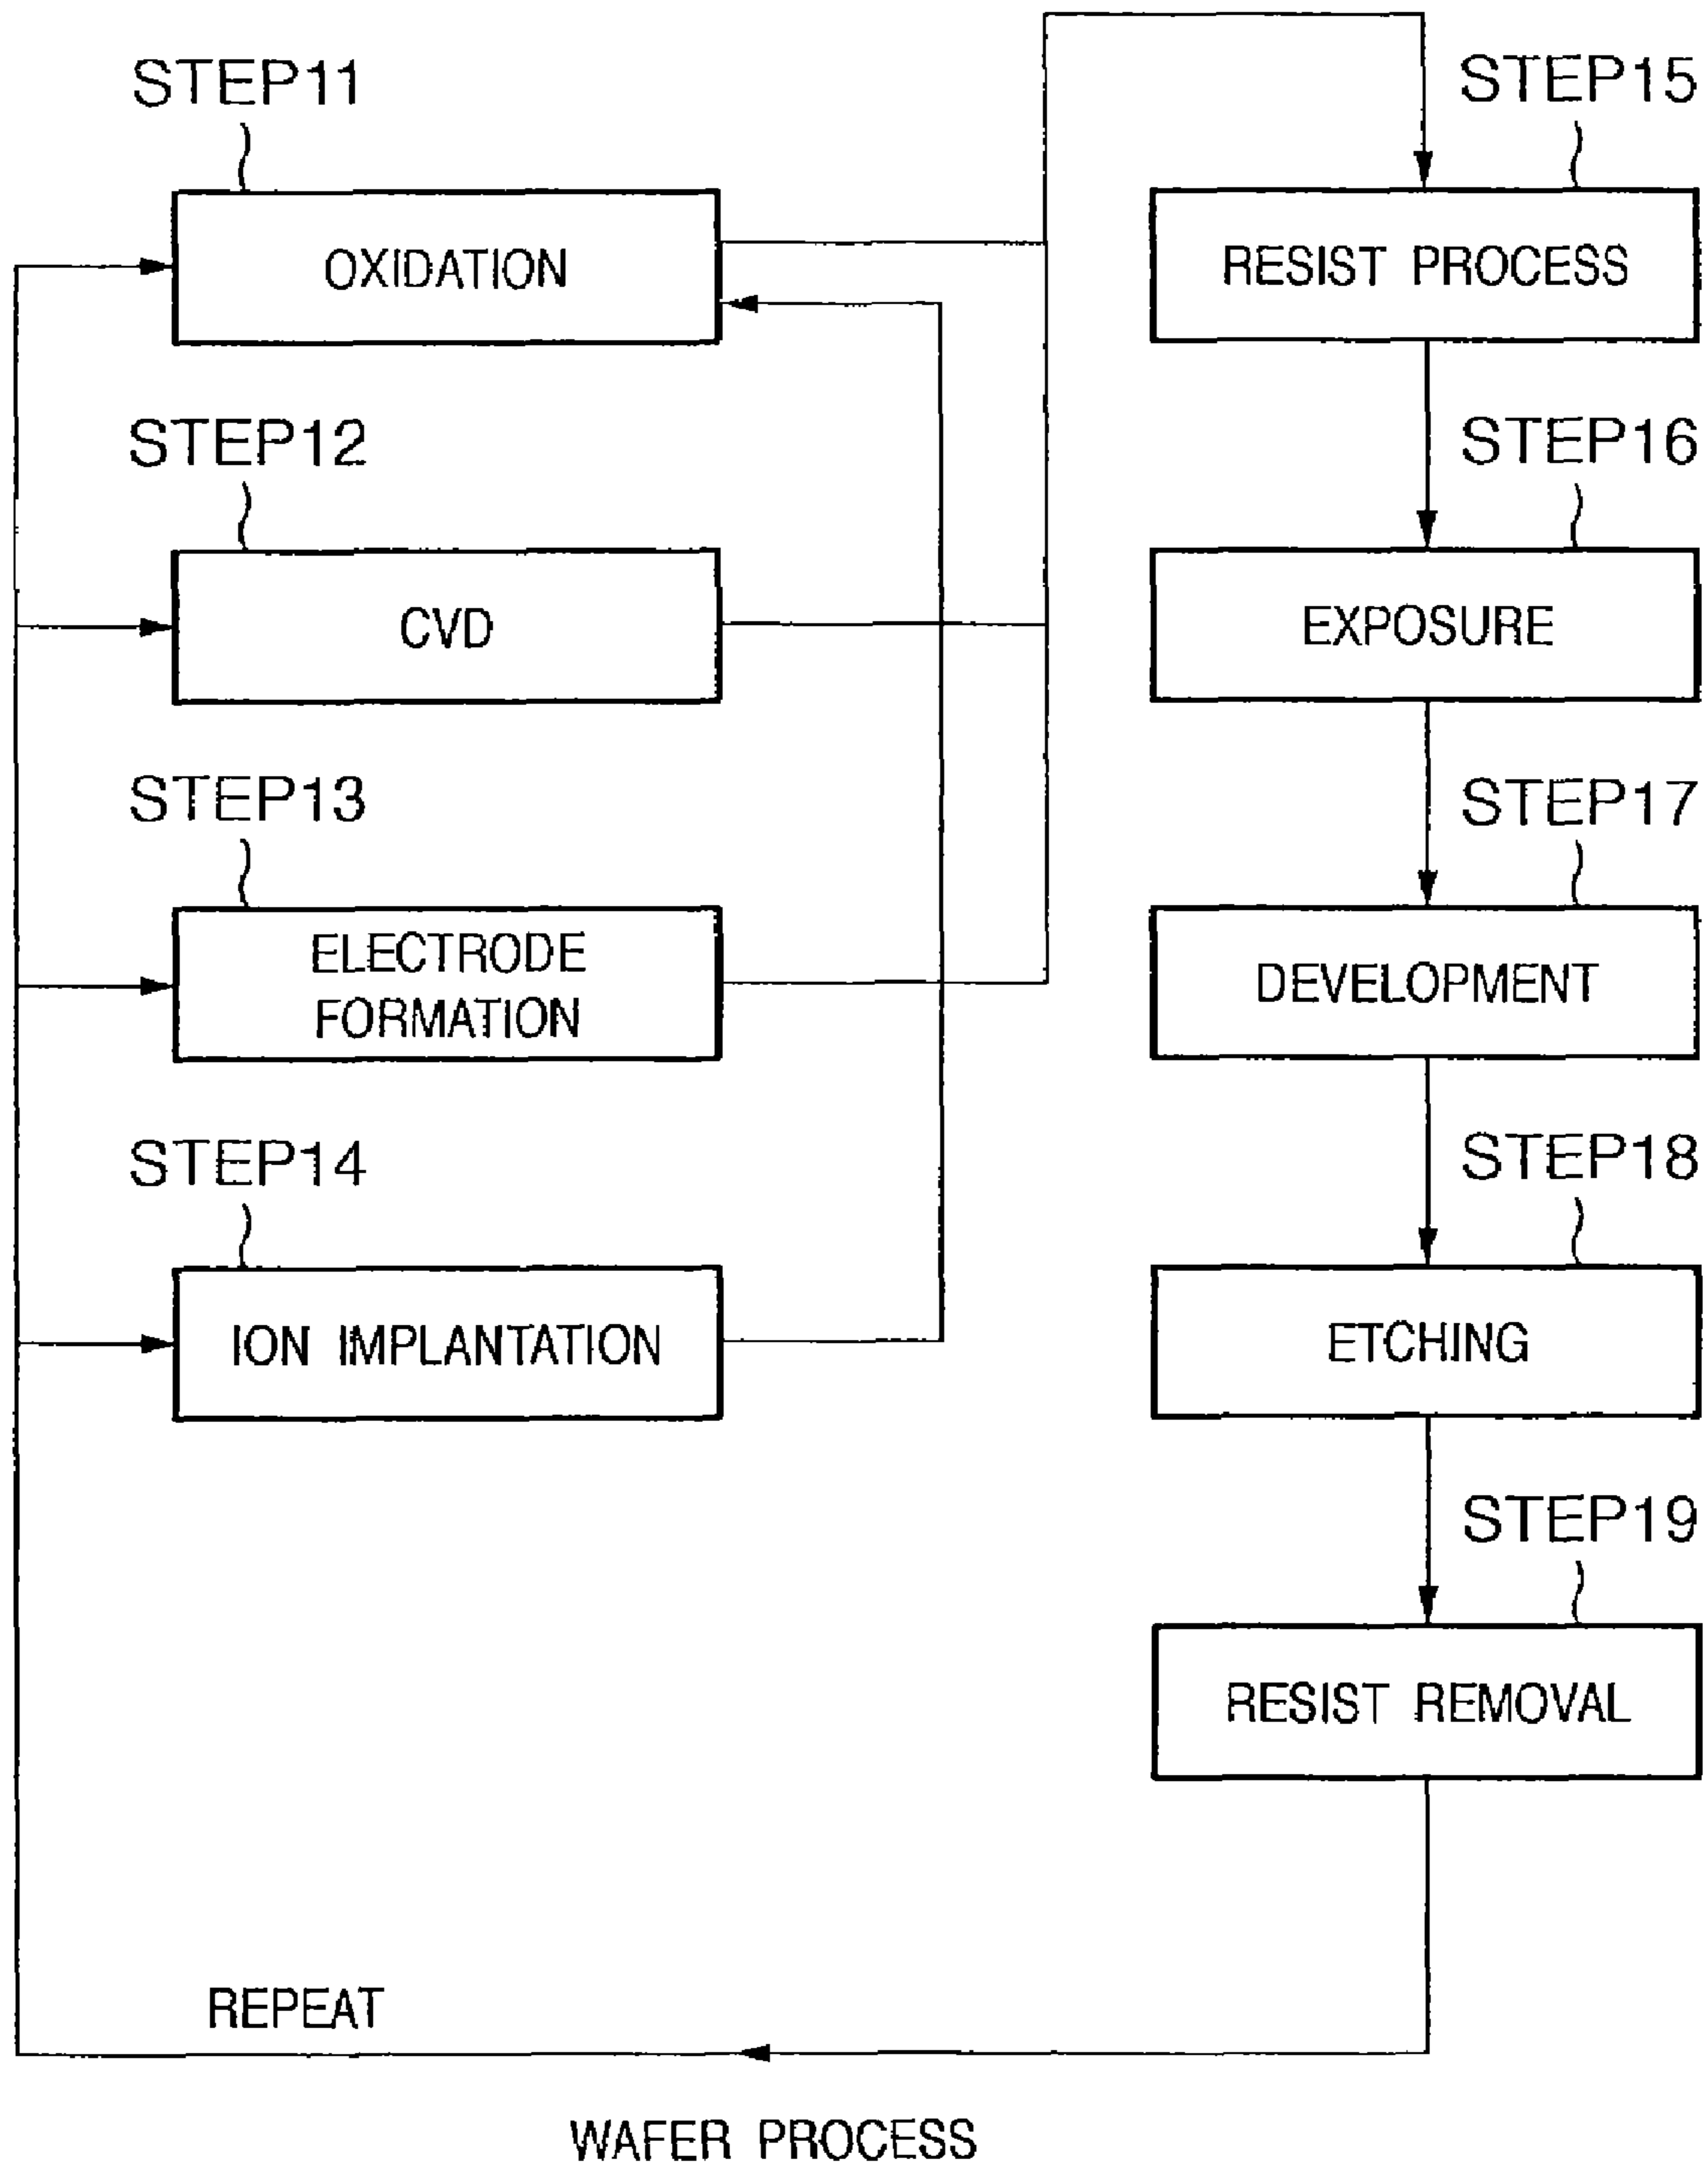 STEP11
OXIDATION
STEP12
CVD
STEP13
ELECTRODE
FORMATION
STEP14
ION IMPLANTATION
STEP15
RESIST PROCESS
STEP16
EXPOSURE
STEP17
DEVELOPMENT
STEP18
ETCHING
STEP19
RESIST REMOVAL
REPEAT
WAFER PROCESS